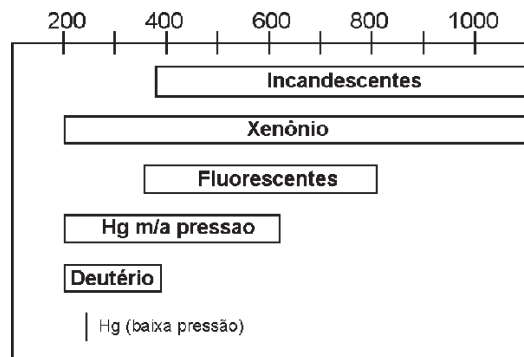 200 400 600 800 1000
Incandescentes
Xenônio
Fluorescentes
Hg m/a pressao
Deutério
Hg (baixa pressão)